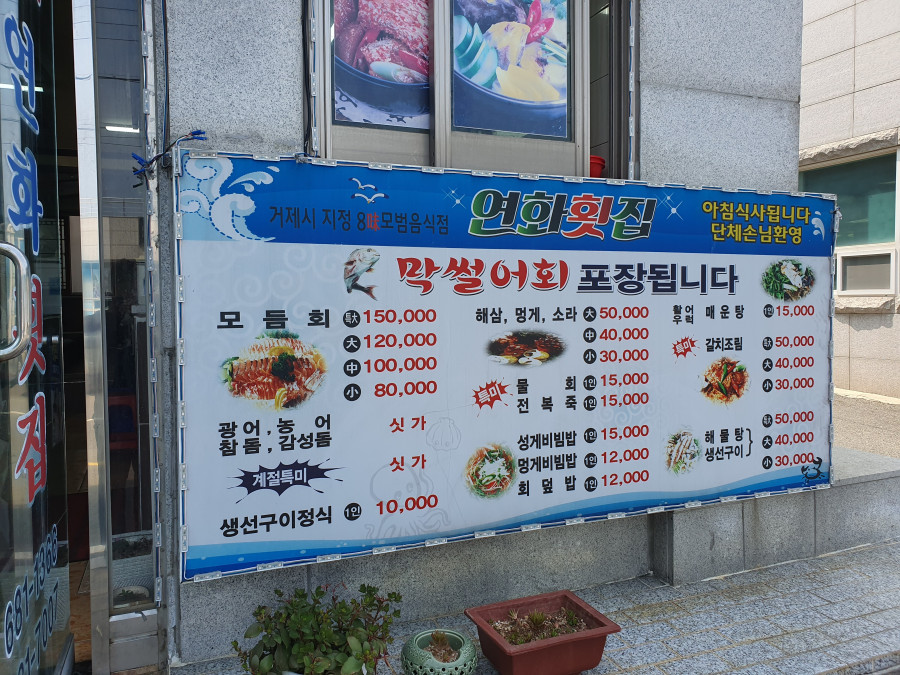 연화횟집
681-1366
7007
거제시 지정 8味모범음식점
연화횟집
아침식사됩니다
단체손님환영
막썰어회 포장됩니다
모듬회 特大 150,000
大 120,000
中 100,000
小 80,000
광어, 농어
참돔, 감성돔 싯가
계절특미 싯가
생선구이정식 1인 10,000
해삼, 멍게, 소라 大 50,000
中 40,000
小 30,000
특미 물회 1인 15,000
전복죽 1인 15,000
성게비빔밥 1인 15,000
멍게비빔밥 1인 12,000
회덮밥 1인 12,000
활어 우럭 매운탕 1인 15,000
특미 갈치조림 50,000
大 40,000
小 30,000
해물탕
생선구이 50,000
大 40,000
小 30,000